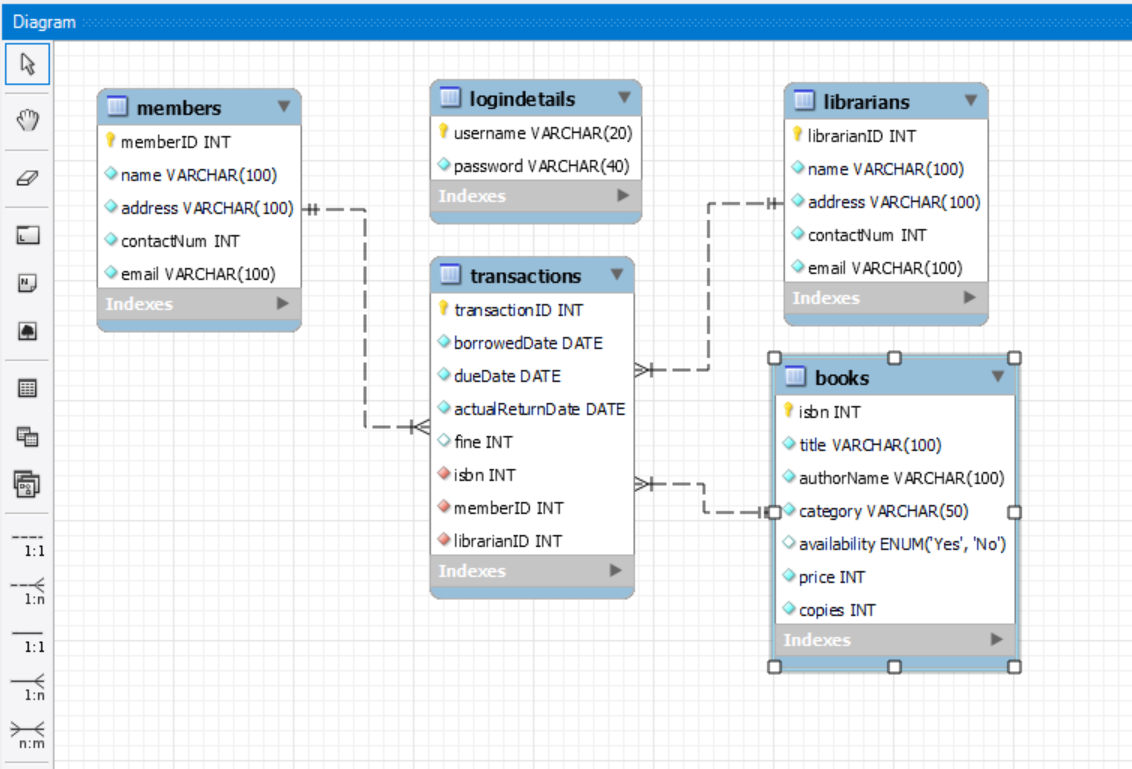 Diagram
members
memberID INT
name VARCHAR(100)
address VARCHAR(100)
contactNum INT
email VARCHAR(100)
Indexes
logindetails
username VARCHAR(20)
password VARCHAR(40)
Indexes
transactions
transactionID INT
borrowedDate DATE
dueDate DATE
actualReturnDate DATE
fine INT
isbn INT
memberID INT
librarianID INT
Indexes
librarians
librarianID INT
name VARCHAR(100)
address VARCHAR(100)
contactNum INT
email VARCHAR(100)
Indexes
books
isbn INT
title VARCHAR(100)
authorName VARCHAR(100)
category VARCHAR(50)
availability ENUM('Yes', 'No')
price INT
copies INT
Indexes
1:1
1:n
1:1
1:n
n:m